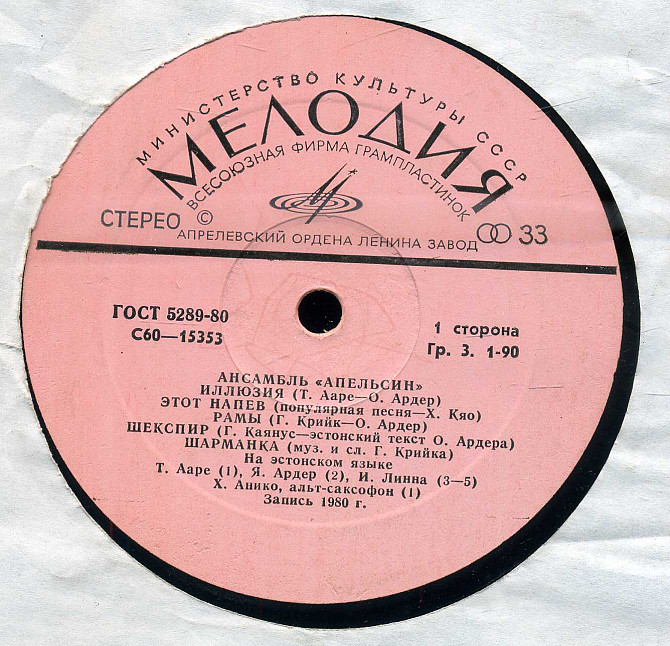 МИНИСТЕРСТВО КУЛЬТУРЫ СССР
МЕЛОДИЯ
ВСЕСОЮЗНАЯ ФИРМА ГРАМПЛАСТИНОК
СТЕРЕО © 33
АПРЕЛЕВСКИЙ ОРДЕНА ЛЕНИНА ЗАВОД
ГОСТ 5289-80
С60—15353
1 сторона
Гр. 3. 1-90
АНСАМБЛЬ «АПЕЛЬСИН»
ИЛЛЮЗИЯ (Т. Ааре—О. Ардер)
ЭТОТ НАПЕВ (популярная песня—Х. Кяо)
РАМЫ (Г. Крийк—О. Ардер)
ШЕКСПИР (Г. Каянус—эстонский текст О. Ардера)
ШАРМАНКА (муз. и сл. Г. Крийка)
На эстонском языке
Т. Ааре (1), Я. Ардер (2), И. Линна (3—5)
Х. Анико, альт-саксофон (1)
Запись 1980 г.